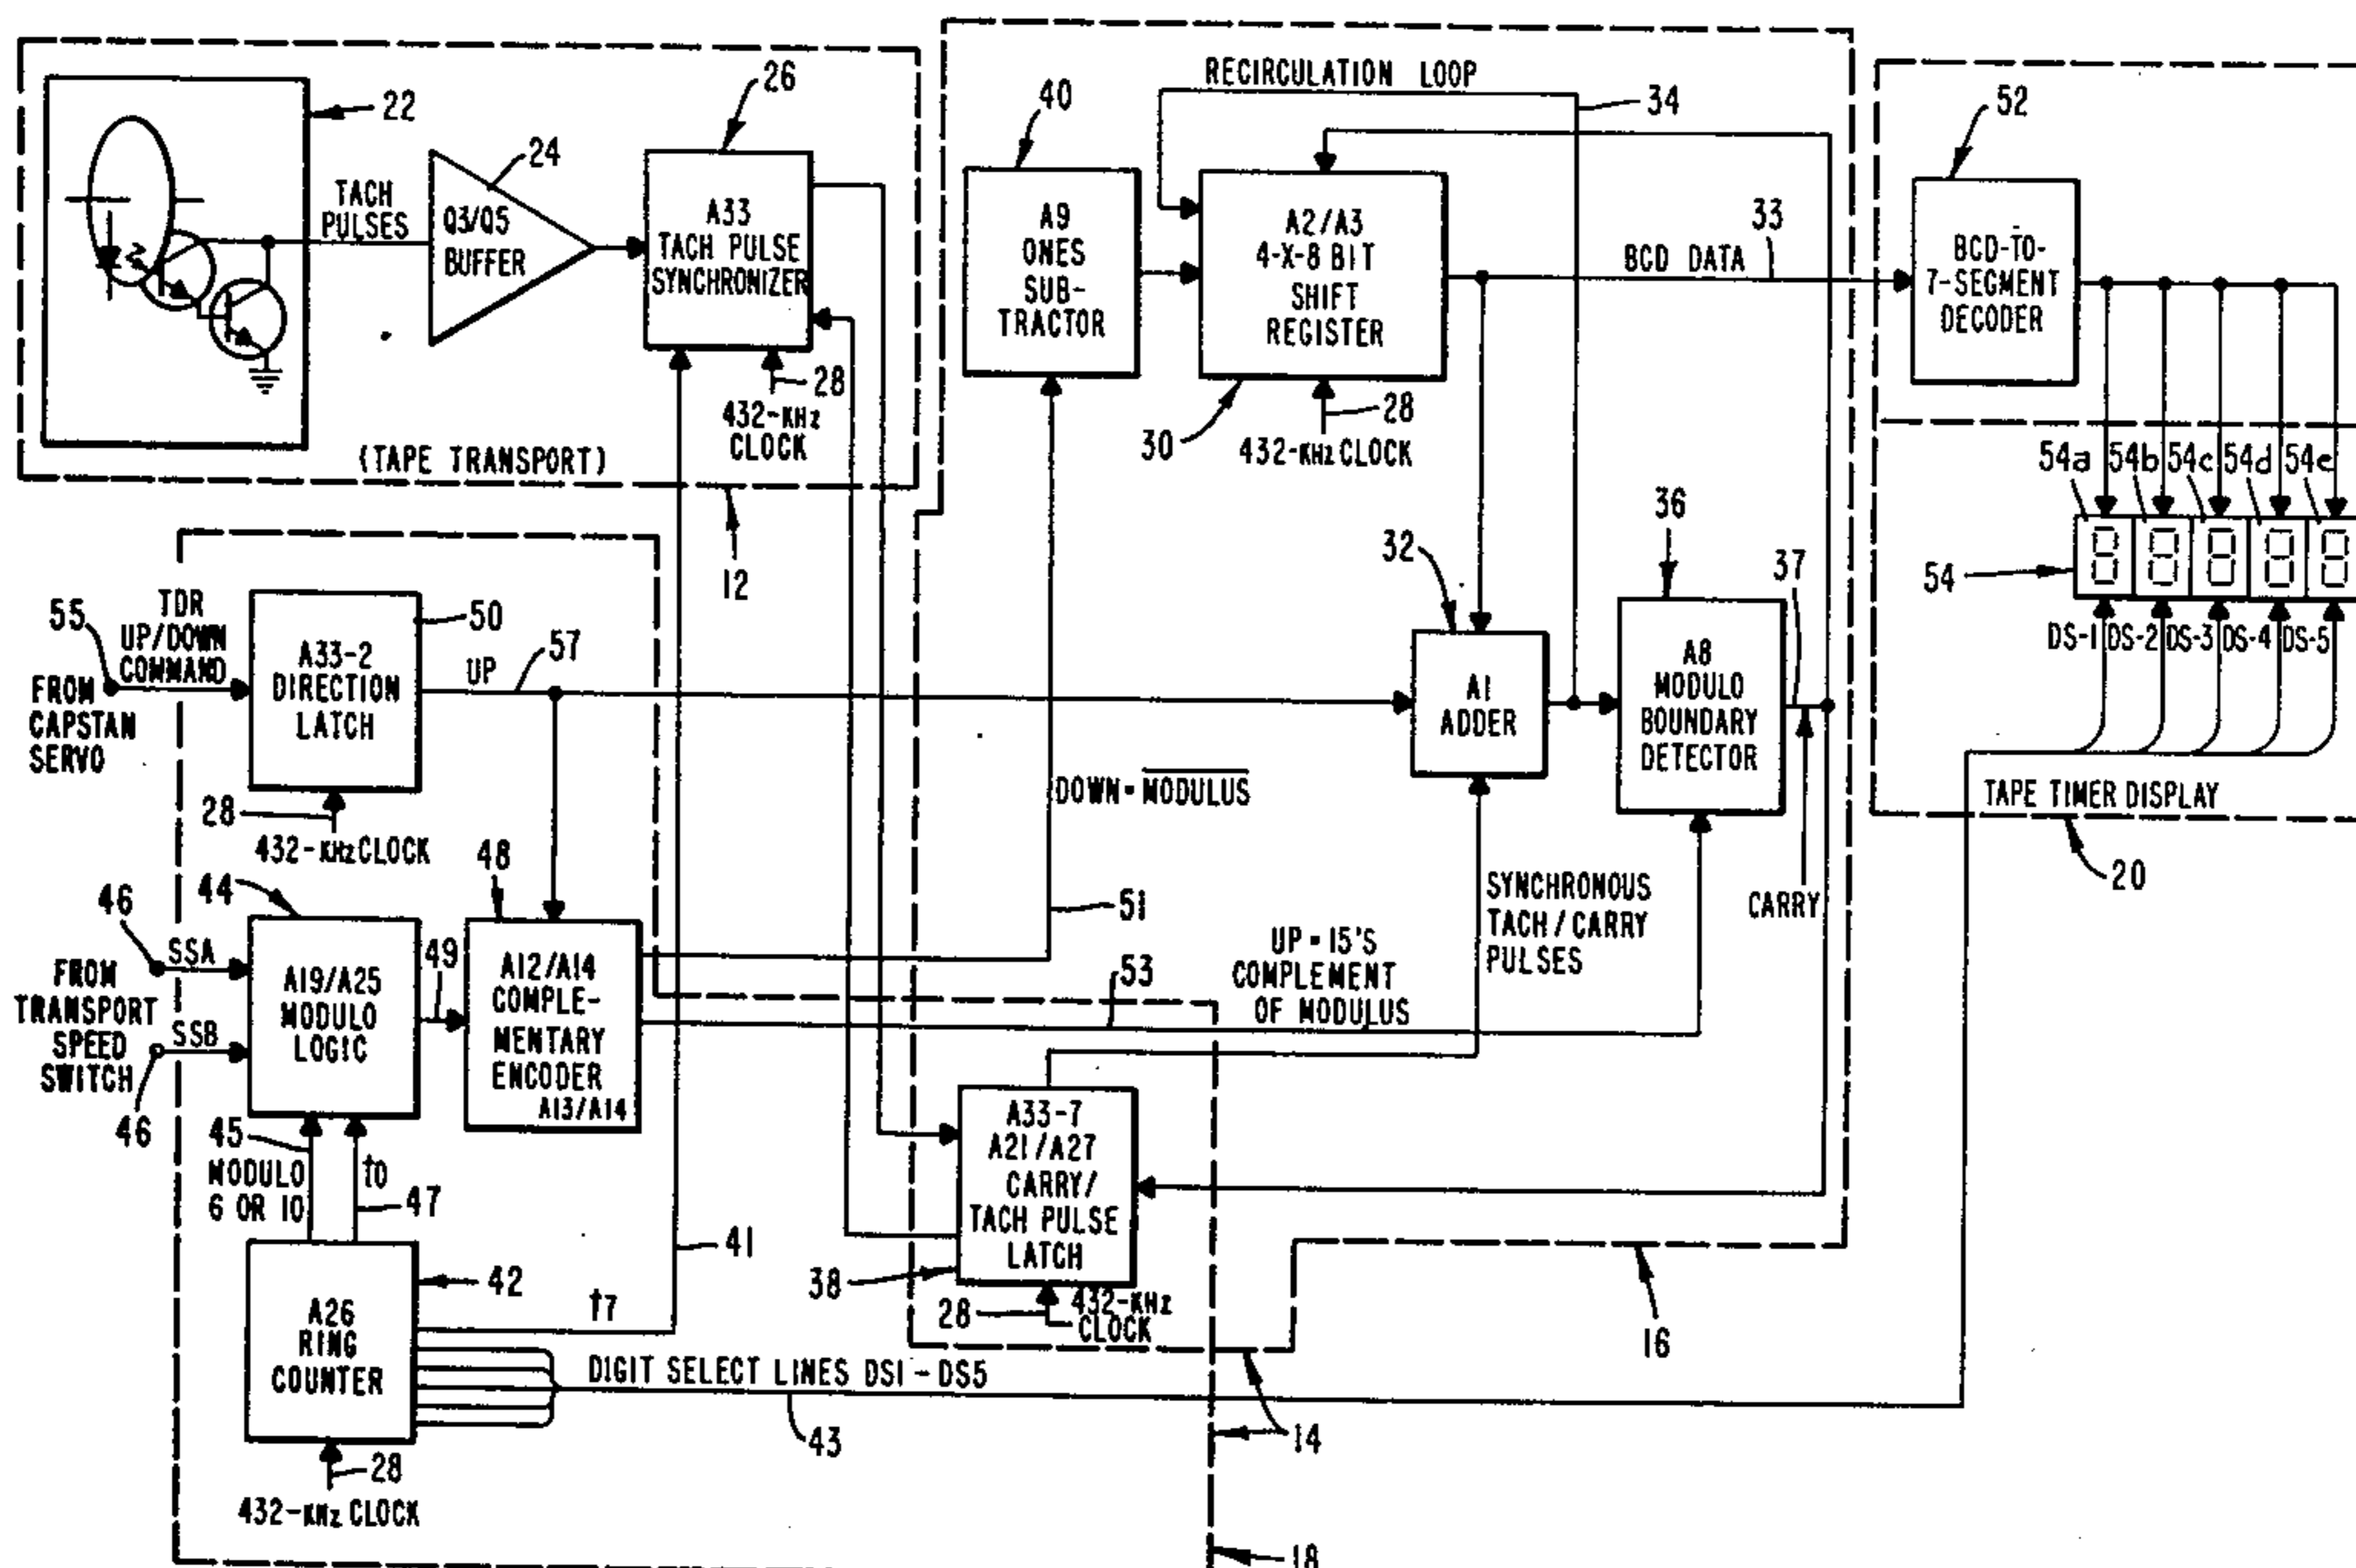 22
TACH
PULSES
24
Q3/Q5
BUFFER
26
A33
TACH PULSE
SYNCHRONIZER
28
432-KHz
CLOCK
(TAPE TRANSPORT)
12
RECIRCULATION LOOP
34
40
A9
ONES
SUB-
TRACTOR
A2/A3
4-X-8 BIT
SHIFT
REGISTER
30
28
432-KHz CLOCK
BCD DATA
33
52
BCD-TO-
7-SEGMENT
DECODER
54a 54b 54c 54d 54e
54
DS-1 DS-2 DS-3 DS-4 DS-5
TAPE TIMER DISPLAY
20
55
TDR
UP/DOWN
COMMAND
FROM
CAPSTAN
SERVO
A33-2
DIRECTION
LATCH
50
UP
57
28
432-KHz CLOCK
32
A1
ADDER
36
A8
MODULO
BOUNDARY
DETECTOR
37
CARRY
DOWN=M̅O̅D̅U̅L̅U̅S̅
51
SYNCHRONOUS
TACH/CARRY
PULSES
UP=15'S
COMPLEMENT
OF MODULUS
53
46
44
SSA
FROM
TRANSPORT
SPEED
SWITCH
SSB
46
A19/A25
MODULO
LOGIC
49
48
A12/A14
COMPLE-
MENTARY
ENCODER
A13/A14
45
MODULO
6 OR 10
t0
47
41
A33-7
A21/A27
CARRY/
TACH PULSE
LATCH
38
28
432-KHz
CLOCK
16
42
A26
RING
COUNTER
t7
DIGIT SELECT LINES DS1-DS5
43
14
28
432-KHz CLOCK
18